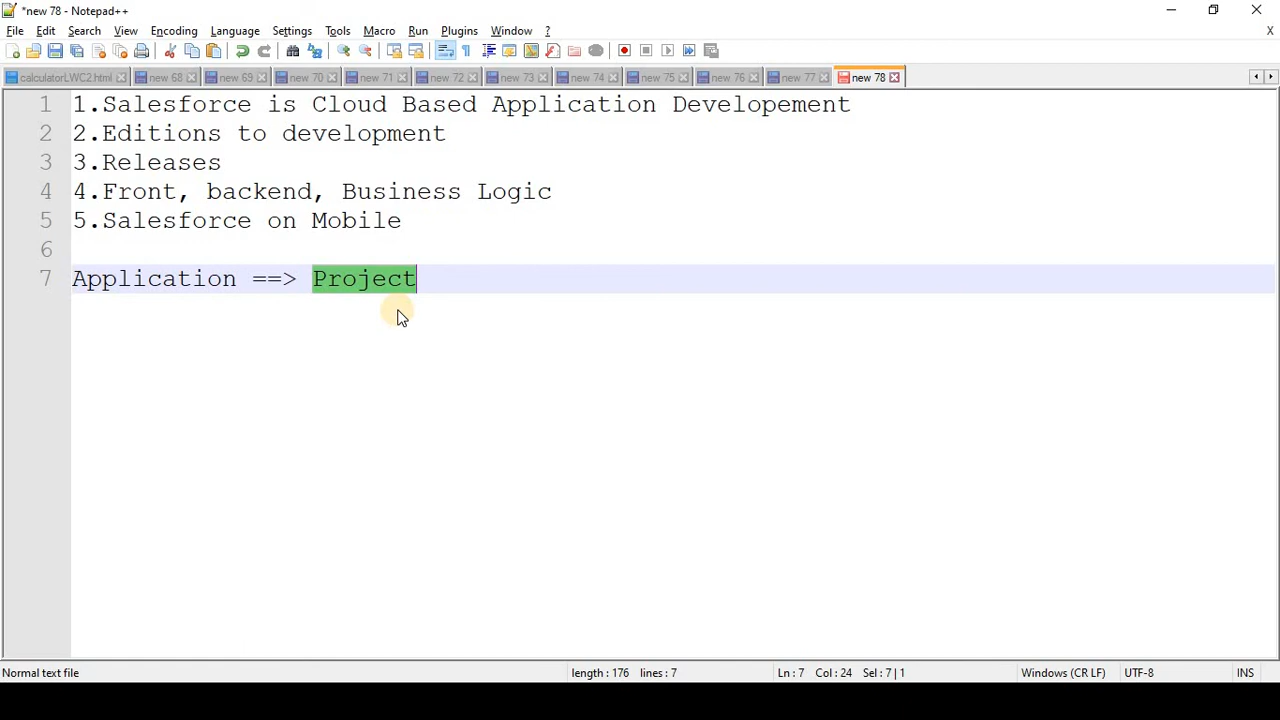 *new 78 - Notepad++
File Edit Search View Encoding Language Settings Tools Macro Run Plugins Window ? X
calculatorLWC2.html new 68 new 69 new 70 new 71 new 72 new 73 new 74 new 75 new 76 new 77 new 78
1 1.Salesforce is Cloud Based Application Developement
2 2.Editions to development
3 3.Releases
4 4.Front, backend, Business Logic
5 5.Salesforce on Mobile
6
7 Application ==> Project
Normal text file length : 176 lines : 7 Ln : 7 Col : 24 Sel : 7 | 1 Windows (CR LF) UTF-8 INS